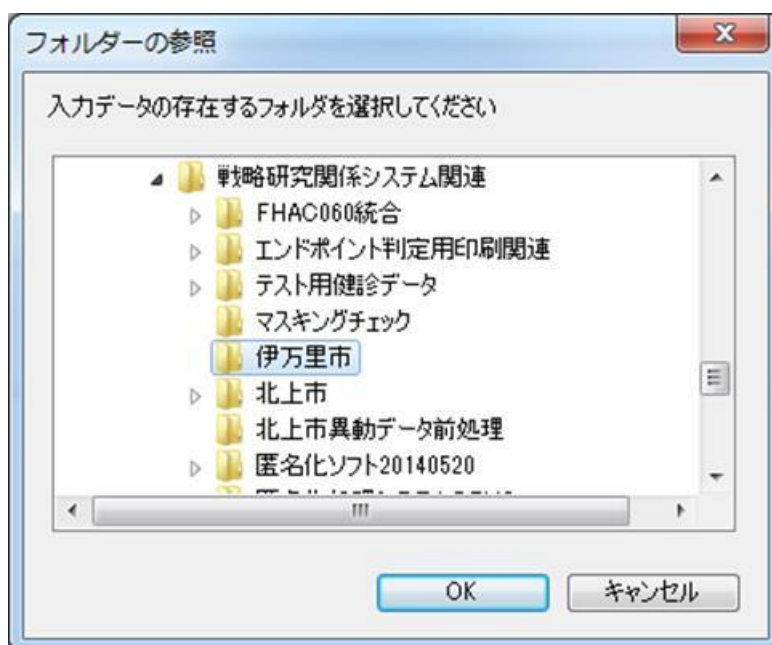 フォルダーの参照
入力データの存在するフォルダを選択してください
戦略研究関係システム関連
FHAC060統合
エンドポイント判定用印刷関連
テスト用健診データ
マスキングチェック
伊万里市
北上市
北上市異動データ前処理
匿名化ソフト20140520
OK
キャンセル